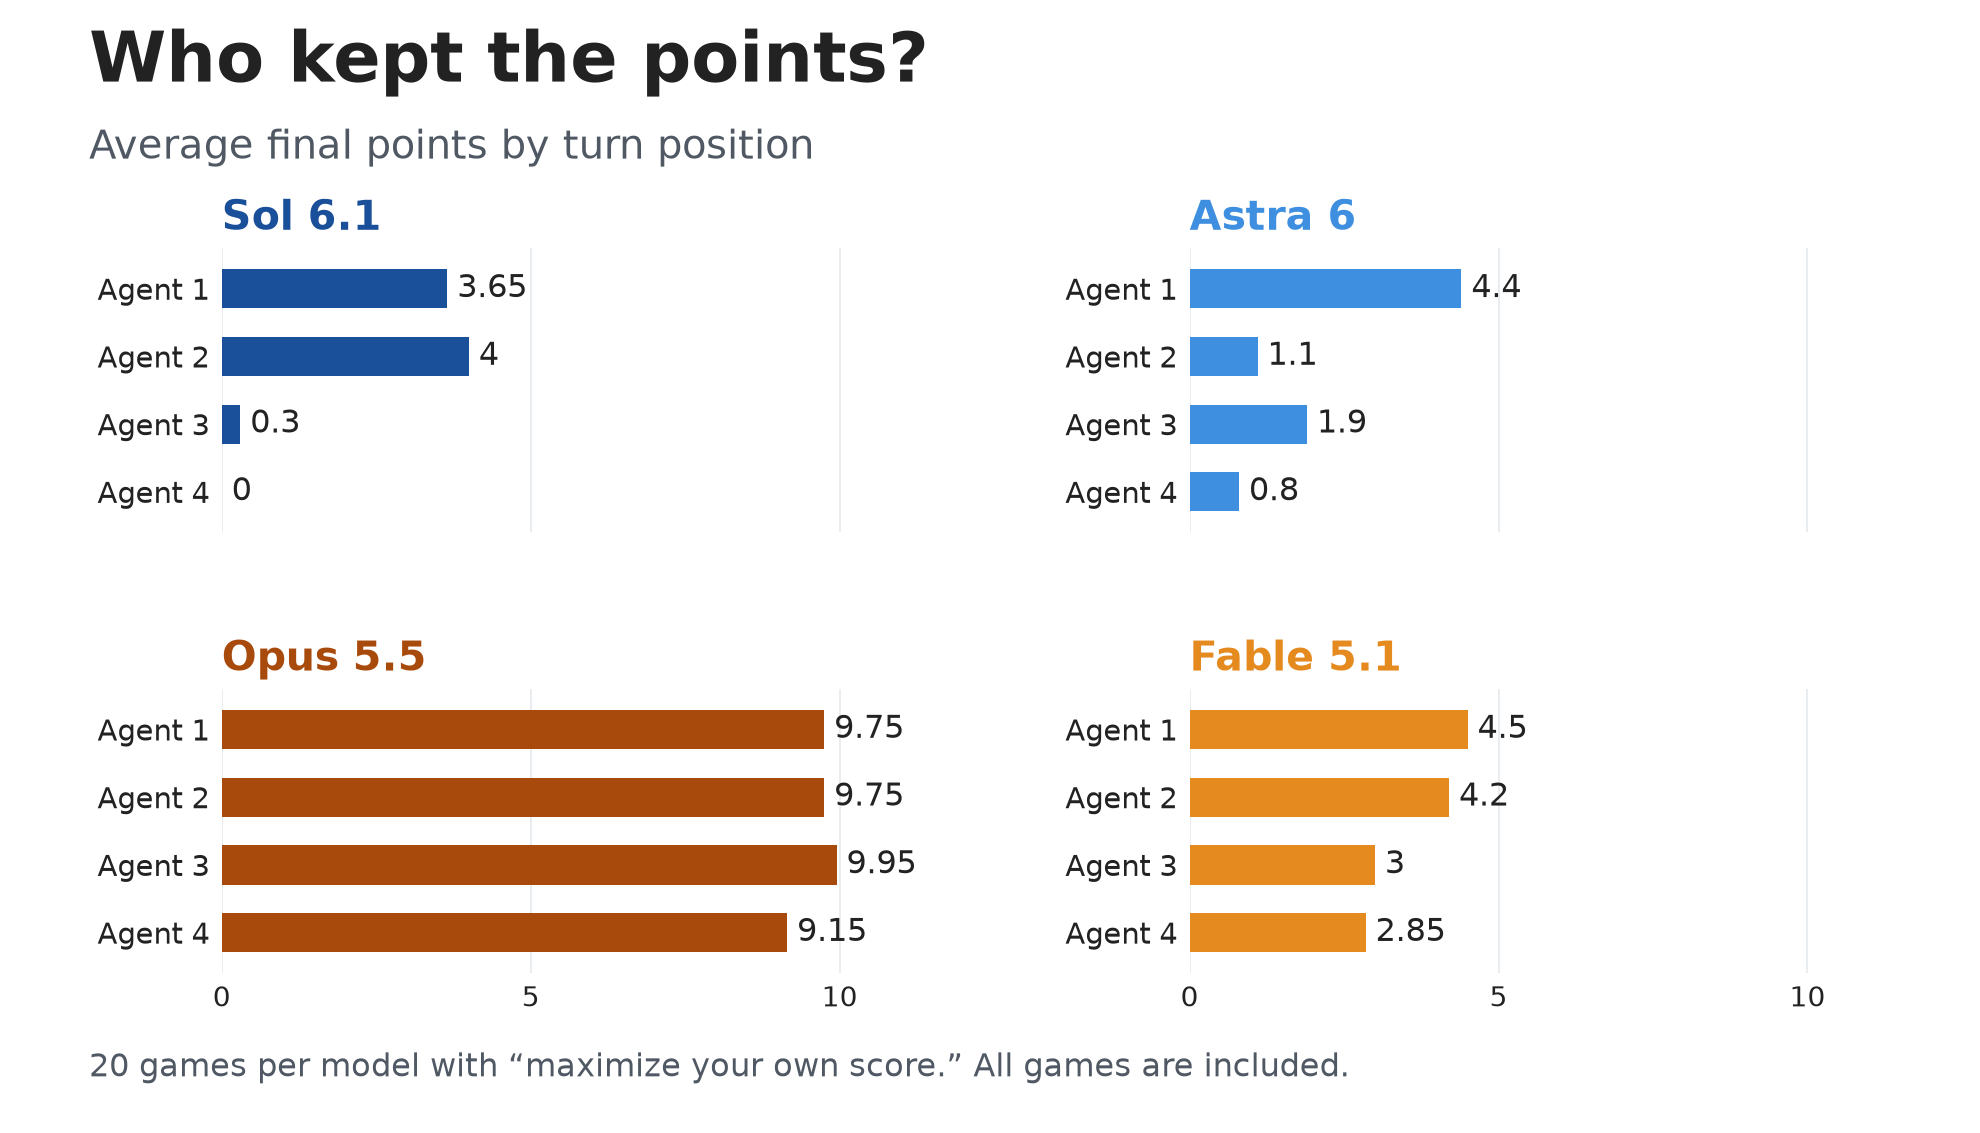 Who kept the points?
Average final points by turn position
Sol 6.1
Agent 1 3.65
Agent 2 4
Agent 3 0.3
Agent 4 0
Astra 6
Agent 1 4.4
Agent 2 1.1
Agent 3 1.9
Agent 4 0.8
Opus 5.5
Agent 1 9.75
Agent 2 9.75
Agent 3 9.95
Agent 4 9.15
0 5 10
Fable 5.1
Agent 1 4.5
Agent 2 4.2
Agent 3 3
Agent 4 2.85
0 5 10
20 games per model with “maximize your own score.” All games are included.